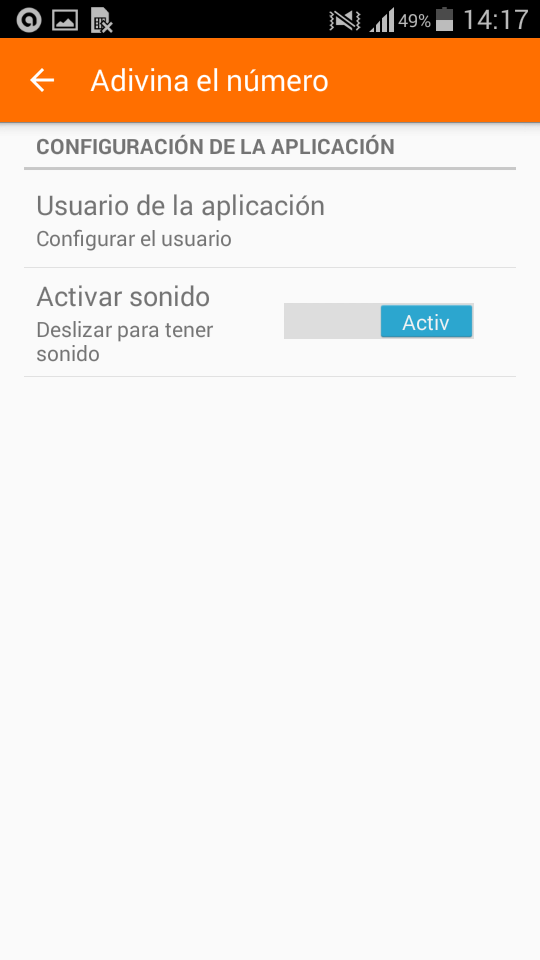 49% 14:17
Adivina el número
CONFIGURACIÓN DE LA APLICACIÓN
Usuario de la aplicación
Configurar el usuario
Activar sonido
Deslizar para tener
sonido
Activ